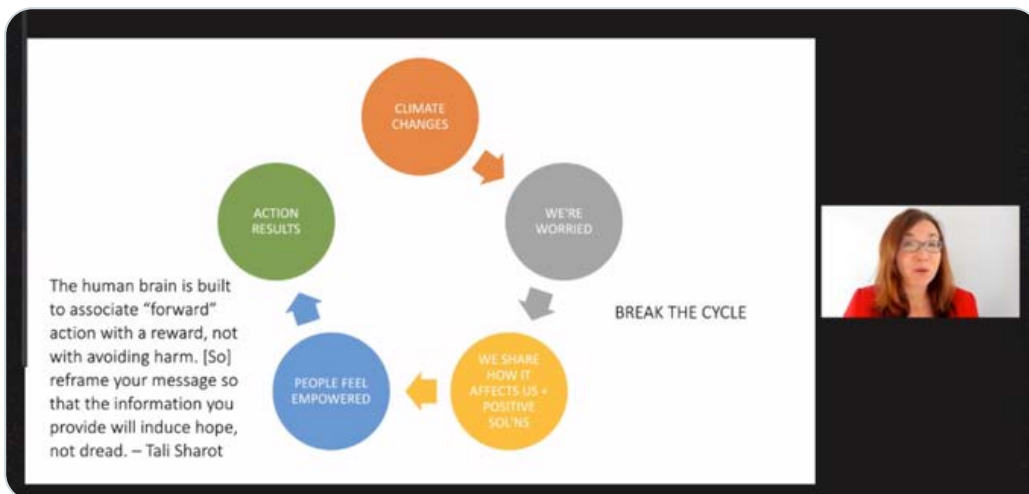 CLIMATE
CHANGES
WE'RE
WORRIED
WE SHARE
HOW IT
AFFECTS US +
POSITIVE
SOL'NS
PEOPLE FEEL
EMPOWERED
ACTION
RESULTS
BREAK THE CYCLE
The human brain is built
to associate “forward”
action with a reward, not
with avoiding harm. [So]
reframe your message so
that the information you
provide will induce hope,
not dread. – Tali Sharot